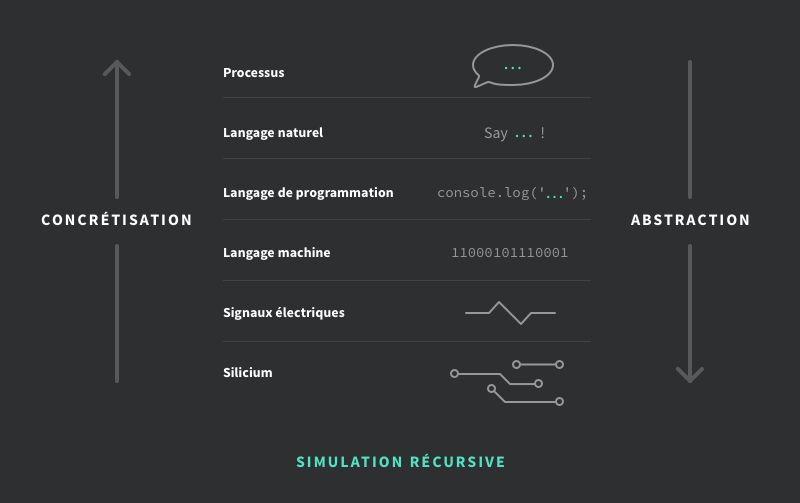 Processus
...
Langage naturel
Say ... !
Langage de programmation
console.log('...');
CONCRÉTISATION
ABSTRACTION
Langage machine
11000101110001
Signaux électriques
Silicium
SIMULATION RÉCURSIVE